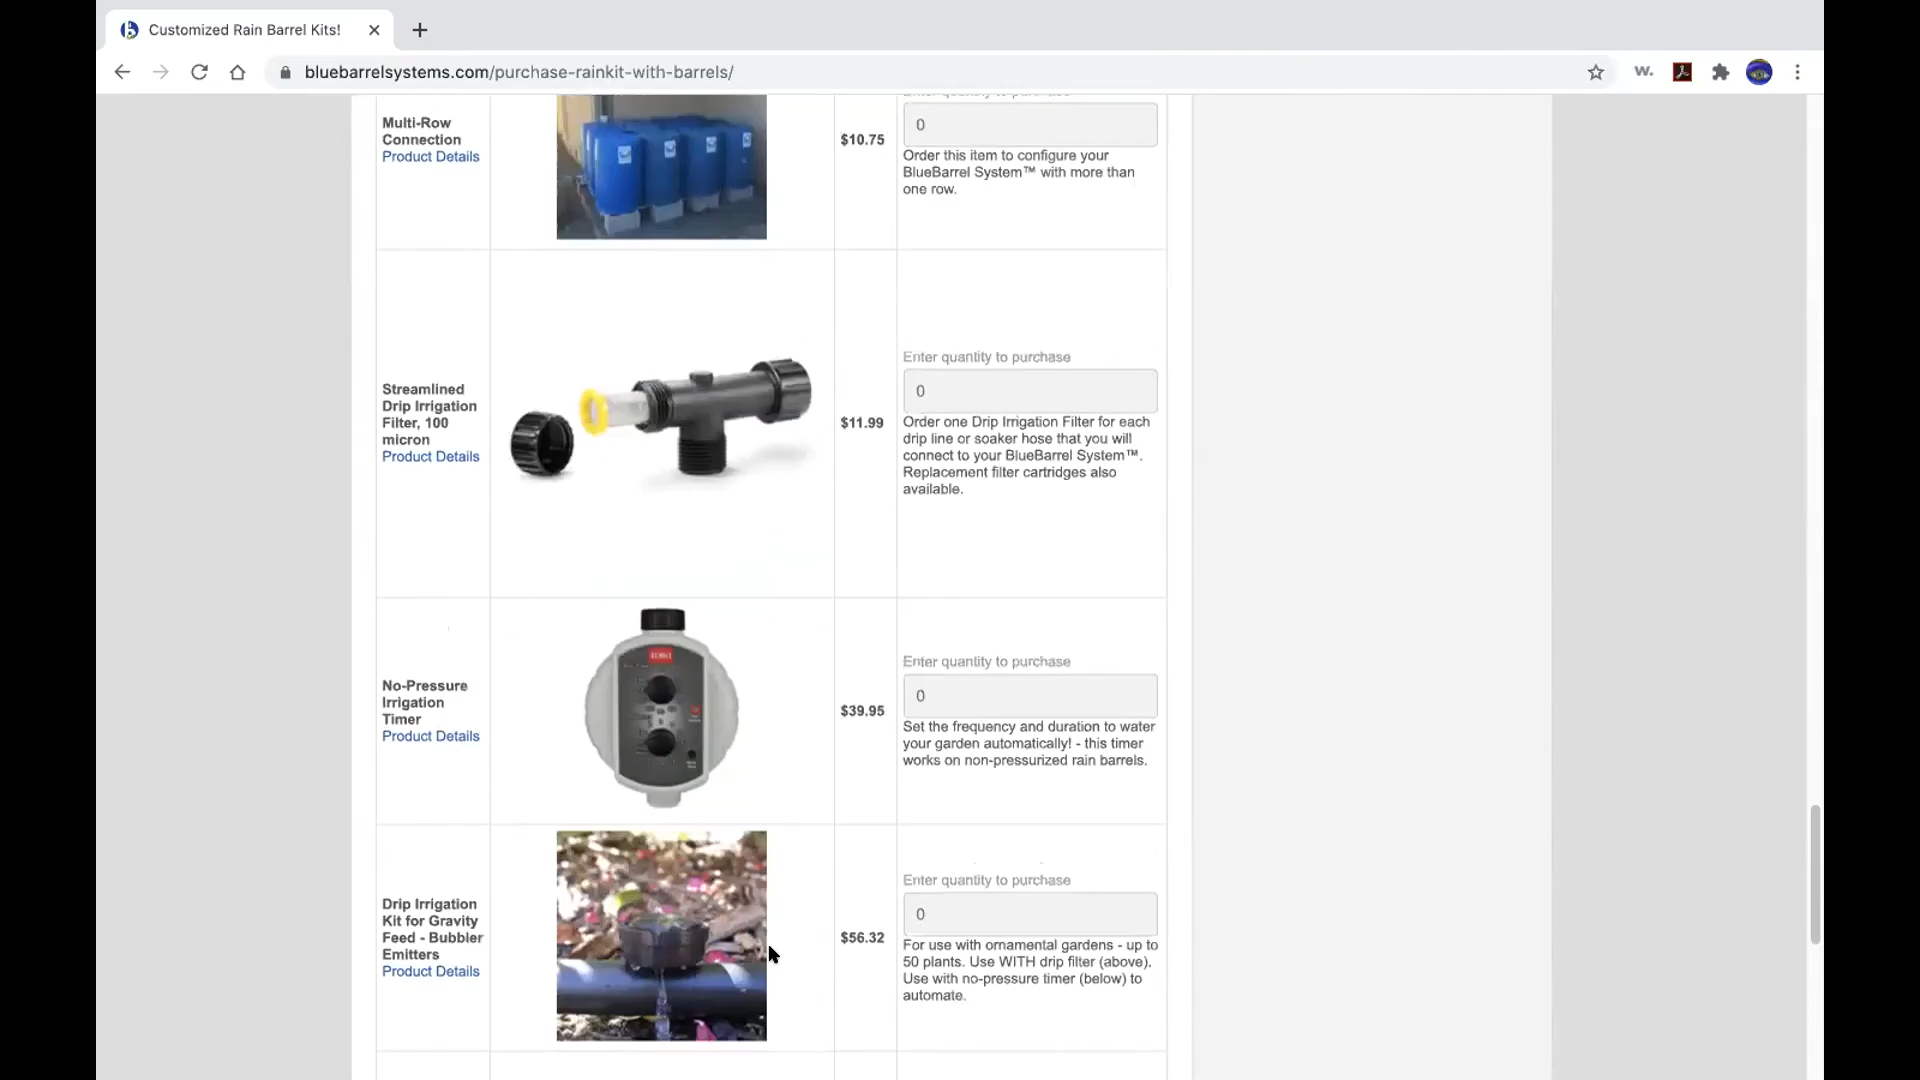 Customized Rain Barrel Kits!
bluebarrelsystems.com/purchase-rainkit-with-barrels/
W.
Multi-Row
Connection
Product Details
$10.75
Enter quantity to purchase
0
Order this item to configure your
BlueBarrel System™ with more than
one row.
Streamlined
Drip Irrigation
Filter, 100
micron
Product Details
$11.99
Enter quantity to purchase
0
Order one Drip Irrigation Filter for each
drip line or soaker hose that you will
connect to your BlueBarrel System™.
Replacement filter cartridges also
available.
No-Pressure
Irrigation
Timer
Product Details
$39.95
Enter quantity to purchase
0
Set the frequency and duration to water
your garden automatically! - this timer
works on non-pressurized rain barrels.
Drip Irrigation
Kit for Gravity
Feed - Bubbler
Emitters
Product Details
$56.32
Enter quantity to purchase
0
For use with ornamental gardens - up to
50 plants. Use WITH drip filter (above).
Use with no-pressure timer (below) to
automate.